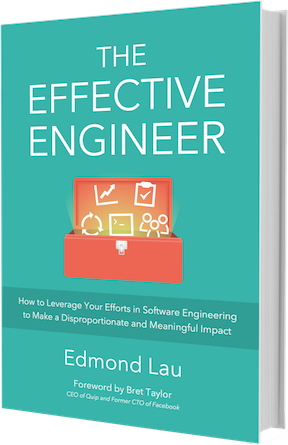 THE
EFFECTIVE
ENGINEER
How to Leverage Your Efforts in Software Engineering
to Make a Disproportionate and Meaningful Impact
Edmond Lau
Foreword by Bret Taylor
CEO of Quip and Former CTO of Facebook